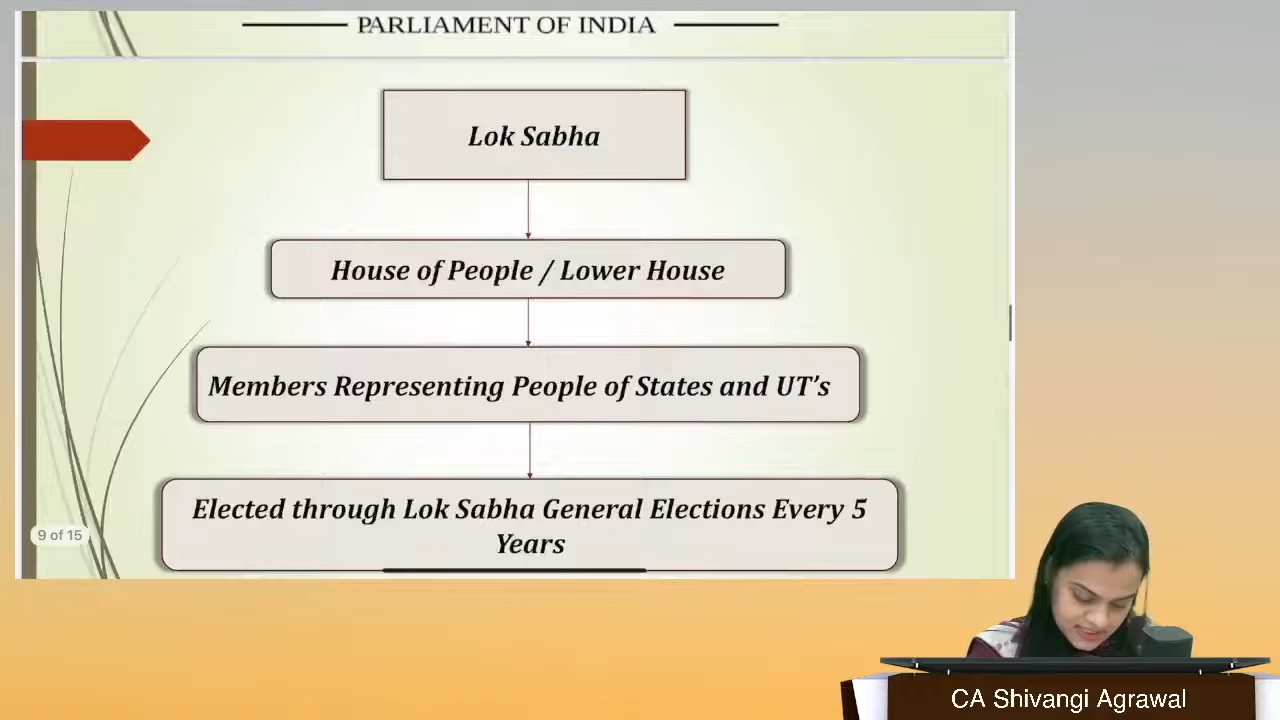 PARLIAMENT OF INDIA
Lok Sabha
House of People / Lower House
Members Representing People of States and UT's
Elected through Lok Sabha General Elections Every 5
Years
9 of 15
CA Shivangi Agrawal